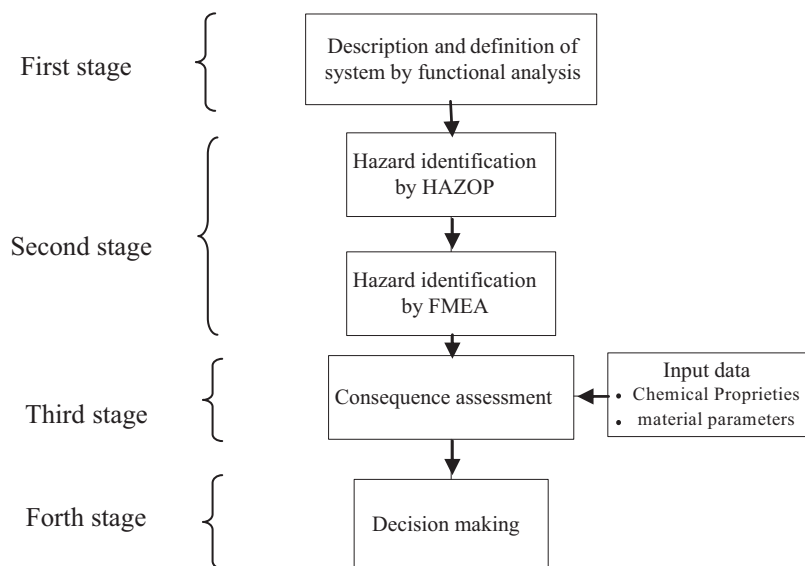 First stage
Description and definition of
system by functional analysis
Second stage
Hazard identification
by HAZOP
Hazard identification
by FMEA
Third stage
Consequence assessment
Input data
• Chemical Proprieties
• material parameters
Forth stage
Decision making